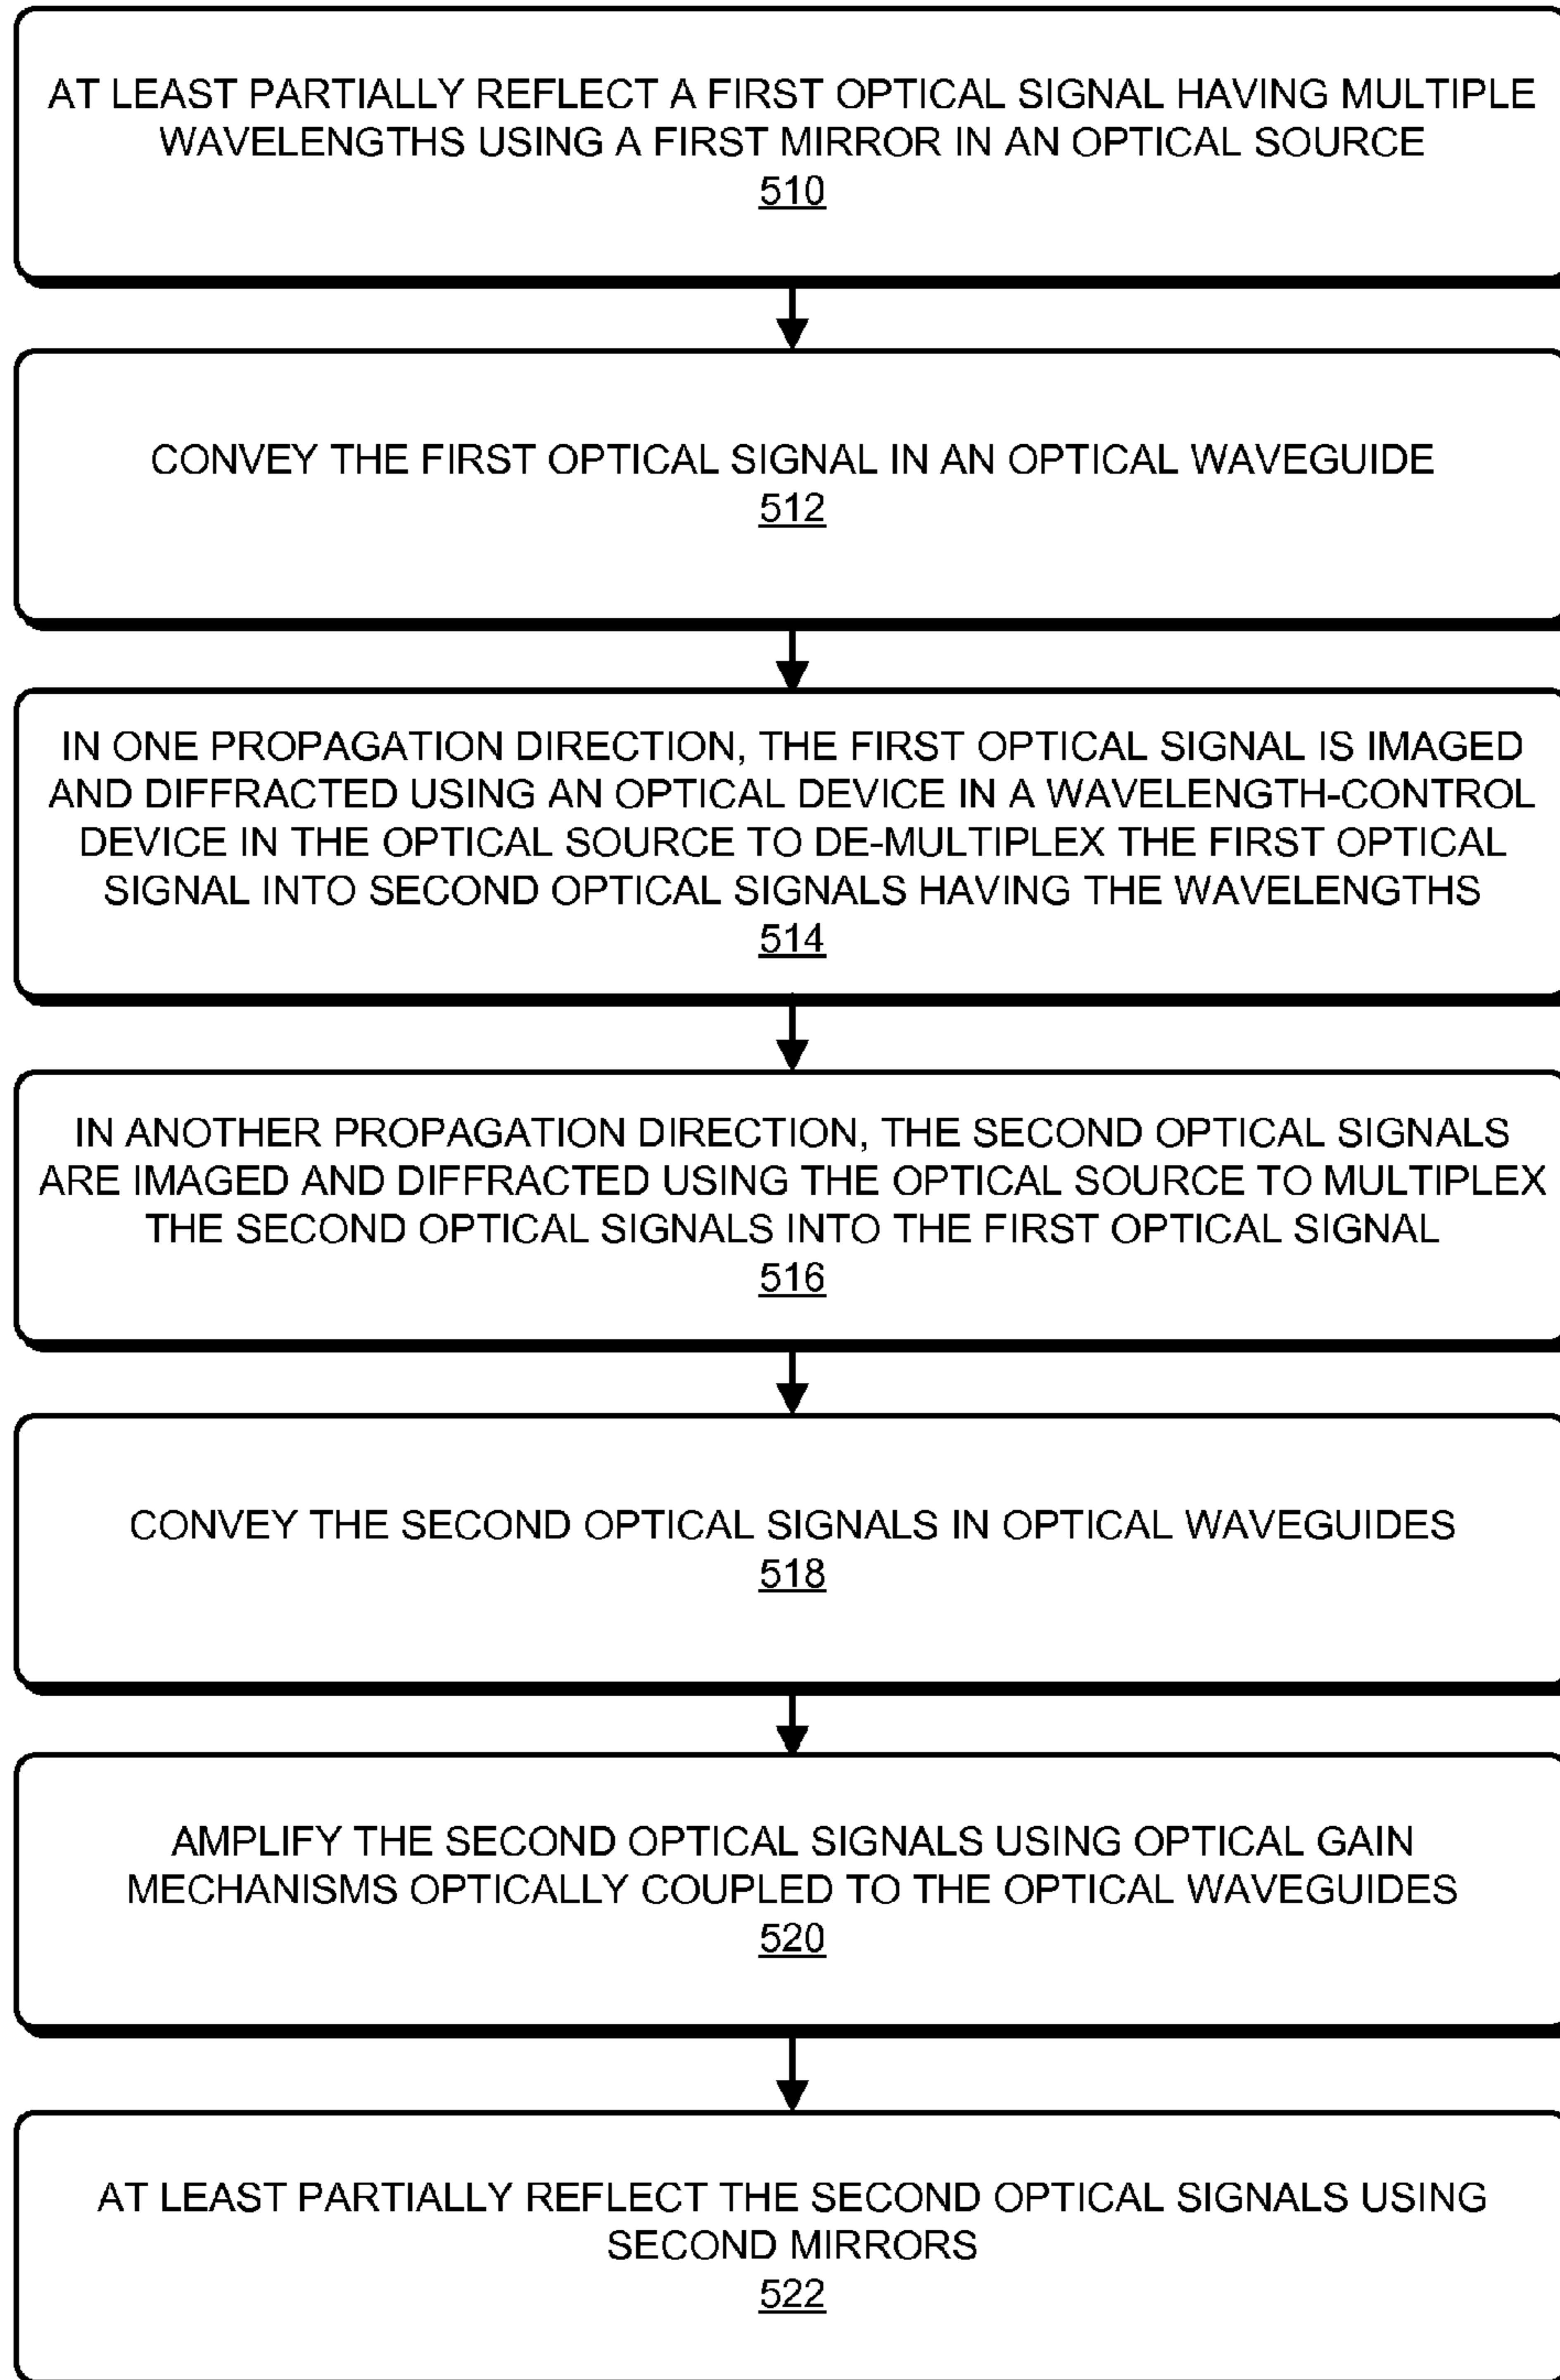 AT LEAST PARTIALLY REFLECT A FIRST OPTICAL SIGNAL HAVING MULTIPLE
WAVELENGTHS USING A FIRST MIRROR IN AN OPTICAL SOURCE
510
CONVEY THE FIRST OPTICAL SIGNAL IN AN OPTICAL WAVEGUIDE
512
IN ONE PROPAGATION DIRECTION, THE FIRST OPTICAL SIGNAL IS IMAGED
AND DIFFRACTED USING AN OPTICAL DEVICE IN A WAVELENGTH-CONTROL
DEVICE IN THE OPTICAL SOURCE TO DE-MULTIPLEX THE FIRST OPTICAL
SIGNAL INTO SECOND OPTICAL SIGNALS HAVING THE WAVELENGTHS
514
IN ANOTHER PROPAGATION DIRECTION, THE SECOND OPTICAL SIGNALS
ARE IMAGED AND DIFFRACTED USING THE OPTICAL SOURCE TO MULTIPLEX
THE SECOND OPTICAL SIGNALS INTO THE FIRST OPTICAL SIGNAL
516
CONVEY THE SECOND OPTICAL SIGNALS IN OPTICAL WAVEGUIDES
518
AMPLIFY THE SECOND OPTICAL SIGNALS USING OPTICAL GAIN
MECHANISMS OPTICALLY COUPLED TO THE OPTICAL WAVEGUIDES
520
AT LEAST PARTIALLY REFLECT THE SECOND OPTICAL SIGNALS USING
SECOND MIRRORS
522